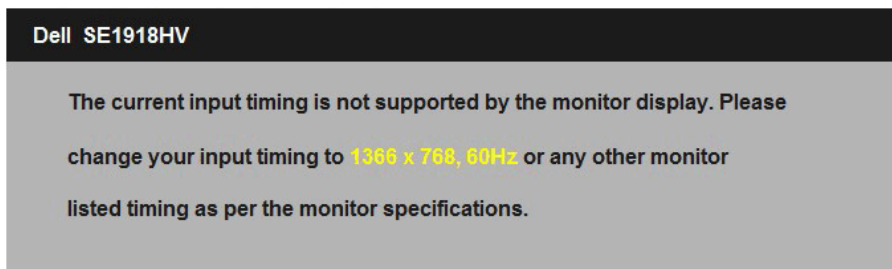 Dell SE1918HV
The current input timing is not supported by the monitor display. Please
change your input timing to 1366 x 768, 60Hz or any other monitor
listed timing as per the monitor specifications.